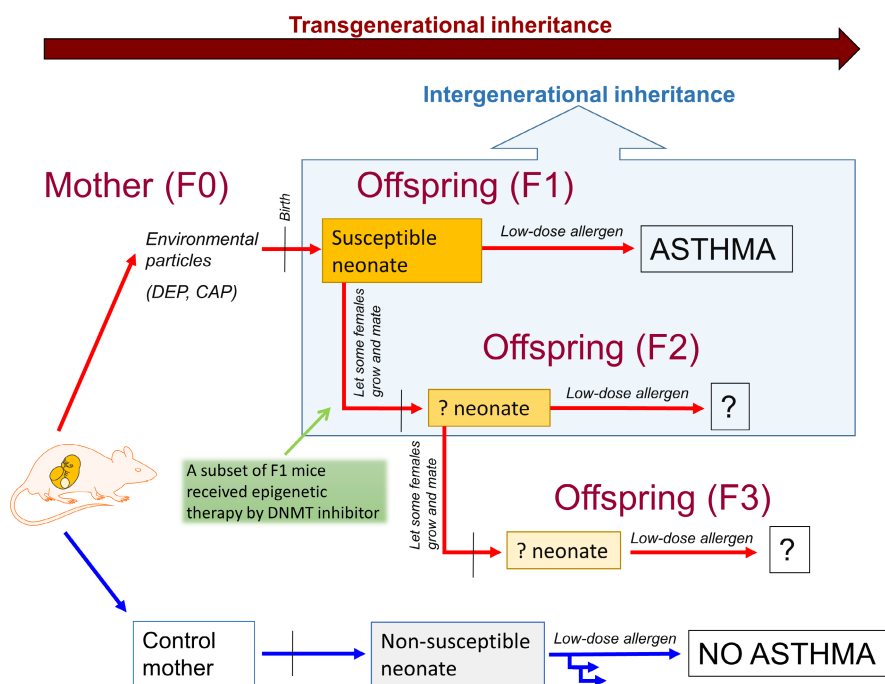 Transgenerational inheritance
Intergenerational inheritance
Mother (F0)
Offspring (F1)
Birth
Environmental
particles
(DEP, CAP)
Susceptible
neonate
Low-dose allergen
ASTHMA
Let some females
grow and mate
Offspring (F2)
? neonate
Low-dose allergen
?
A subset of F1 mice
received epigenetic
therapy by DNMT inhibitor
Let some females
grow and mate
Offspring (F3)
? neonate
Low-dose allergen
?
Control
mother
Non-susceptible
neonate
Low-dose allergen
NO ASTHMA